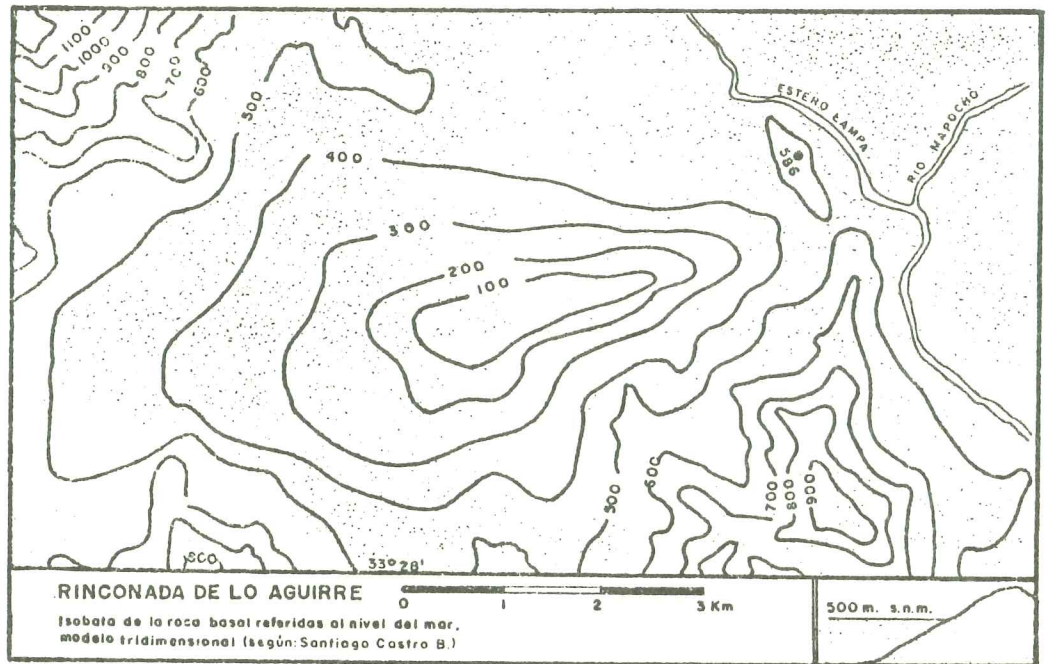 1100
1000
900
800
700
600
500
400
300
200
100
ESTERO LAMPA
RIO MAPOCHO
586
500
600
700
800
900
33° 28'
RINCONADA DE LO AGUIRRE
0 1 2 3 Km
Isobata de la roca basal referidas al nivel del mar,
modelo tridimensional (según: Santiago Castro B.)
500 m. s.n.m.